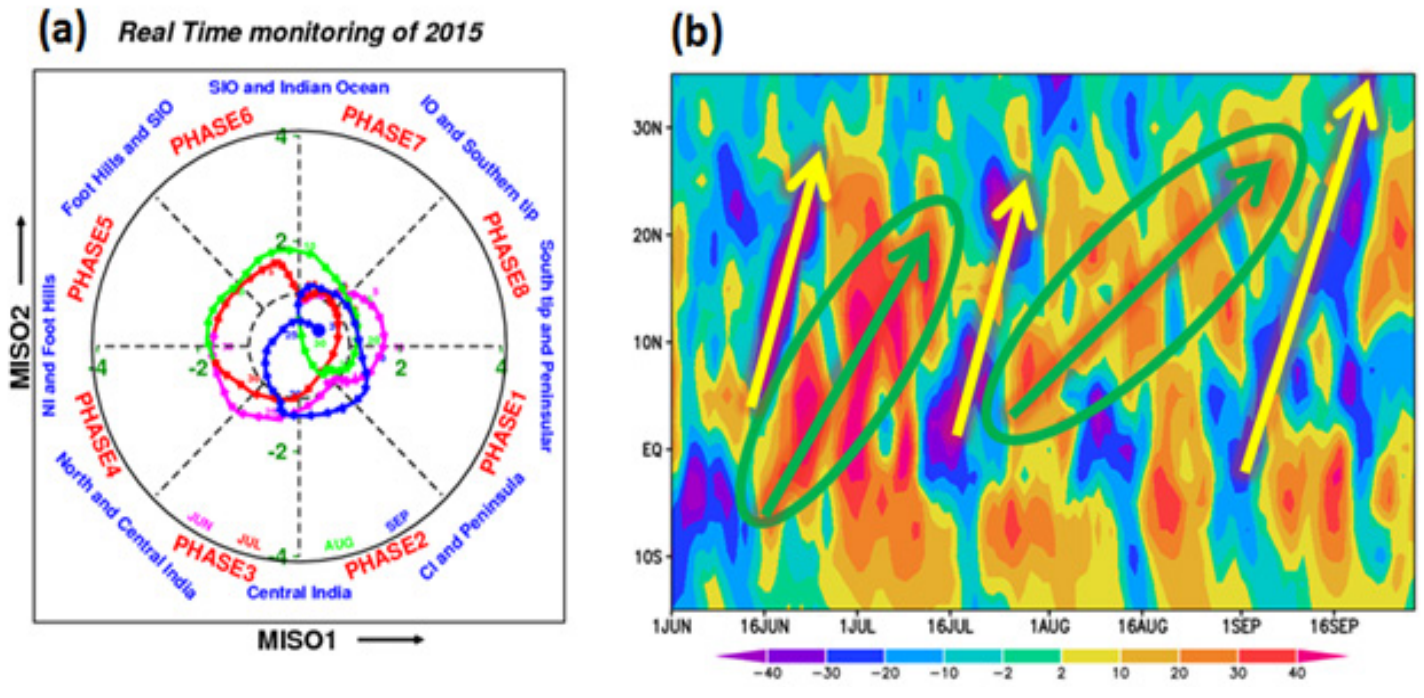 (a) Real Time monitoring of 2015
SIO and Indian Ocean
PHASE6
PHASE7
Foot Hills and SIO
IO and Southern tip
PHASE5
PHASE8
NI and Foot Hills
South tip and Peninsular
PHASE4
PHASE1
North and Central India
CI and Peninsula
PHASE3
PHASE2
Central India
JUN
JUL
AUG
SEP
4
2
-2
-4
-4
-2
2
4
MISO2
MISO1
(b)
30N
20N
10N
EQ
10S
1JUN 16JUN 1JUL 16JUL 1AUG 16AUG 1SEP 16SEP
-40 -30 -20 -10 -2 2 10 20 30 40